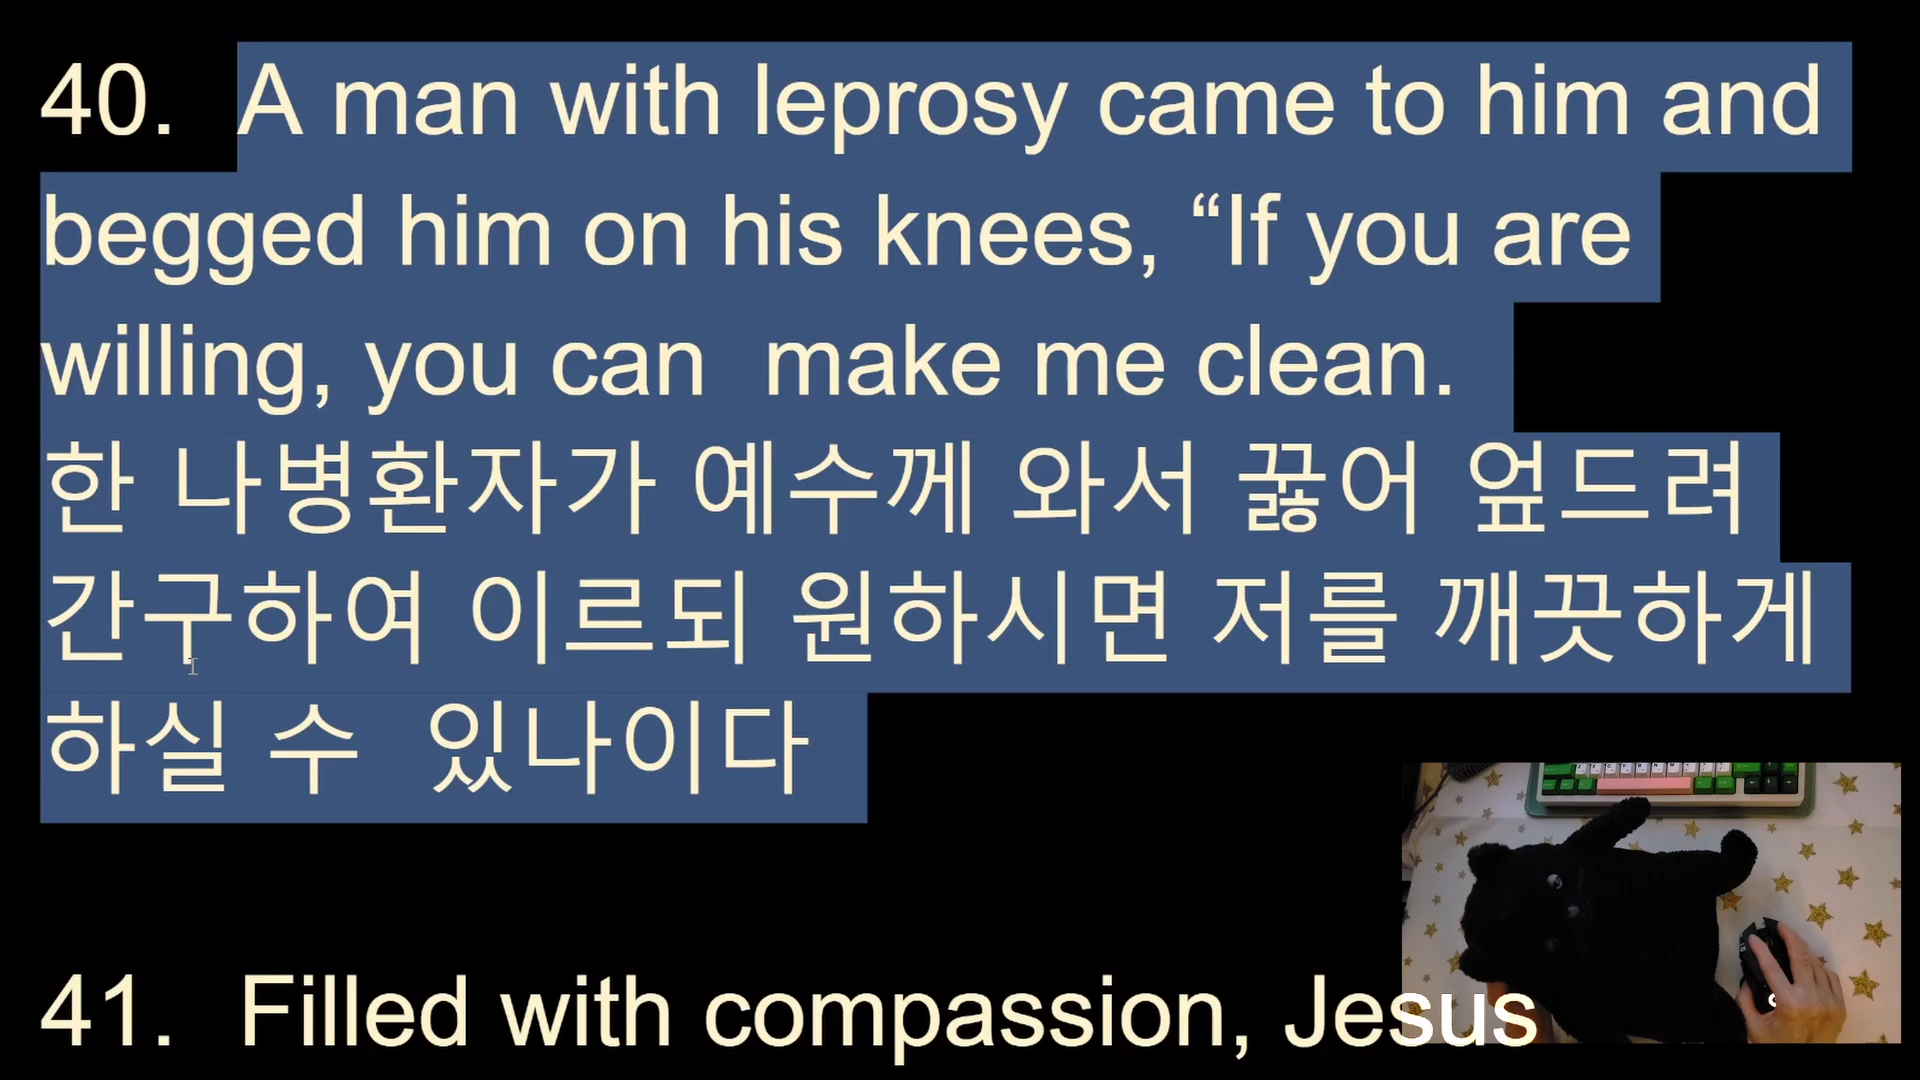 40. A man with leprosy came to him and
begged him on his knees, “If you are
willing, you can make me clean.
한 나병환자가 예수께 와서 꿇어 엎드려
간구하여 이르되 원하시면 저를 깨끗하게
하실 수 있나이다
41. Filled with compassion, Jesus